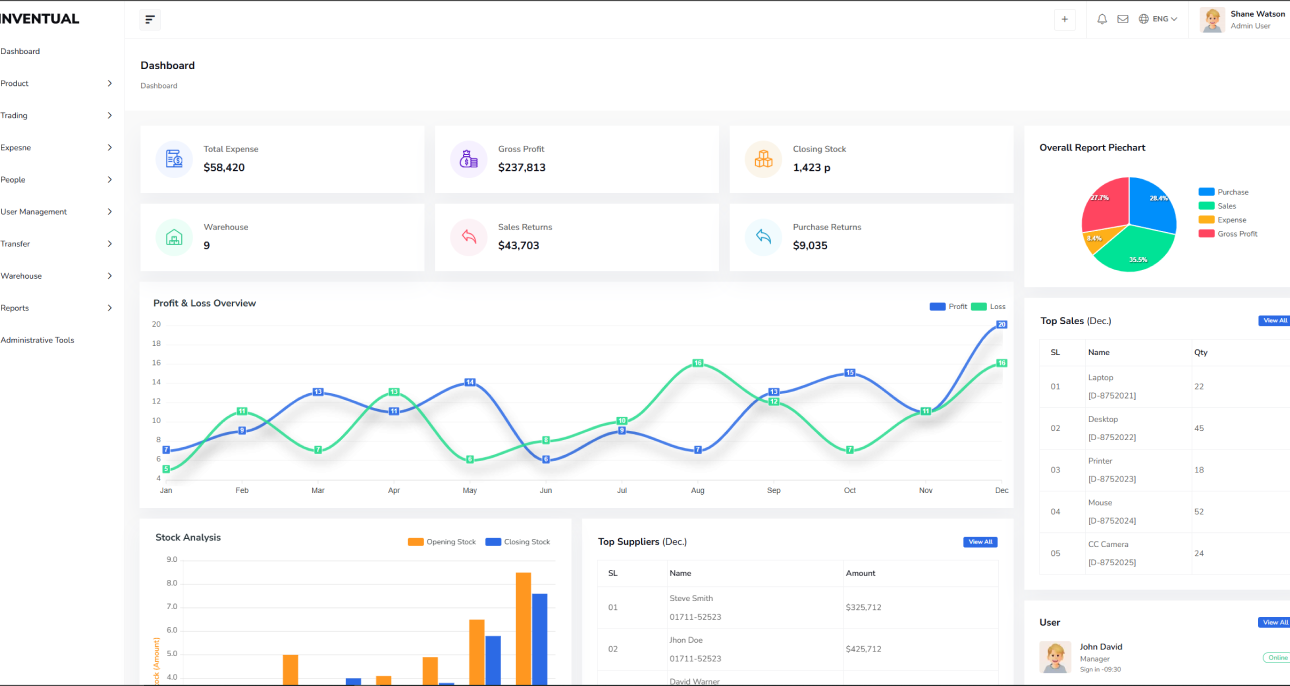 INVENTUAL
ENG
Shane Watson
Admin User
Dashboard
Product
Trading
Expesne
People
User Management
Transfer
Warehouse
Reports
Administrative Tools
Dashboard
Dashboard
Total Expense
$58,420
Gross Profit
$237,813
Closing Stock
1,423 p
Warehouse
9
Sales Returns
$43,703
Purchase Returns
$9,035
Overall Report Piechart
27.7%
28.4%
8.4%
35.5%
Purchase
Sales
Expense
Gross Profit
Profit & Loss Overview
Profit Loss
20
18
16
14
12
10
8
6
4
7 9 13 11 14 6 9 7 13 15 11 20
5 11 7 13 6 8 10 16 12 7 11 16
Jan Feb Mar Apr May Jun Jul Aug Sep Oct Nov Dec
Top Sales (Dec.)
View All
SL Name Qty
01 Laptop 22
[D-8752021]
02 Desktop 45
[D-8752022]
03 Printer 18
[D-8752023]
04 Mouse 52
[D-8752024]
05 CC Camera 24
[D-8752025]
Stock Analysis
Opening Stock Closing Stock
9.0
8.0
7.0
6.0
5.0
4.0
(Amount)
Top Suppliers (Dec.)
View All
SL Name Amount
01 Steve Smith $325,712
01711-52523
02 Jhon Doe $425,712
01711-52523
David Warner
User
View All
John David
Manager
Sign in -09:30
Online